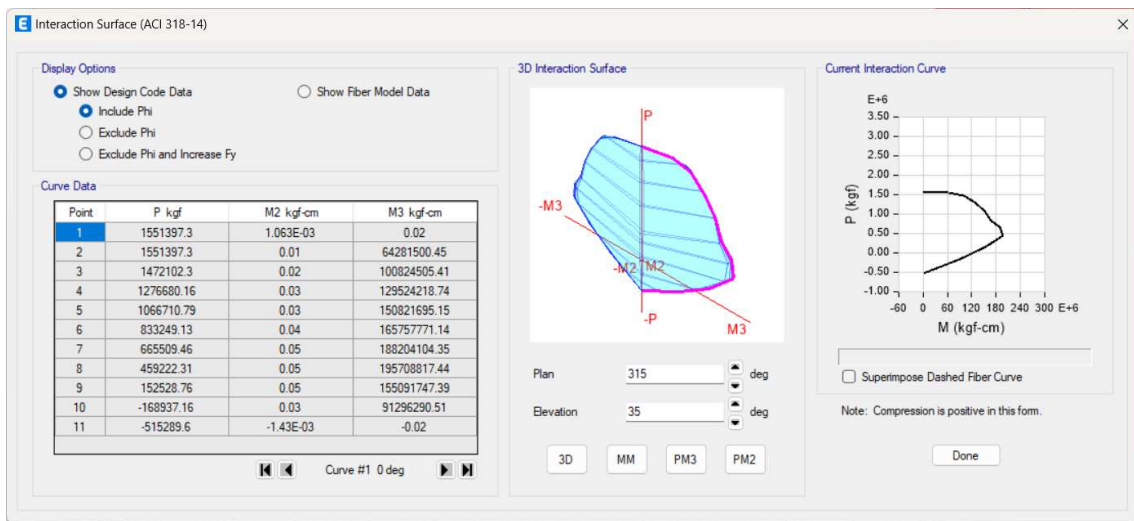 E Interaction Surface (ACI 318-14)
Display Options
Show Design Code Data
Show Fiber Model Data
Include Phi
Exclude Phi
Exclude Phi and Increase Fy
Curve Data
Point P kgf M2 kgf-cm M3 kgf-cm
1 1551397.3 1.063E-03 0.02
2 1551397.3 0.01 64281500.45
3 1472102.3 0.02 100824505.41
4 1276680.16 0.03 129524218.74
5 1066710.79 0.03 150821695.15
6 833249.13 0.04 165757771.14
7 665509.46 0.05 188204104.35
8 459222.31 0.05 195708817.44
9 152528.76 0.05 155091747.39
10 -168937.16 0.03 91296290.51
11 -515289.6 -1.43E-03 -0.02
Curve #1 0 deg
3D Interaction Surface
P
-M3
-M2 M2
-P
M3
Plan 315 deg
Elevation 35 deg
3D MM PM3 PM2
Current Interaction Curve
E+6
3.50
3.00
2.50
2.00
1.50
1.00
0.50
0.00
-0.50
-1.00
P (kgf)
-60 0 60 120 180 240 300 E+6
M (kgf-cm)
Superimpose Dashed Fiber Curve
Note: Compression is positive in this form.
Done